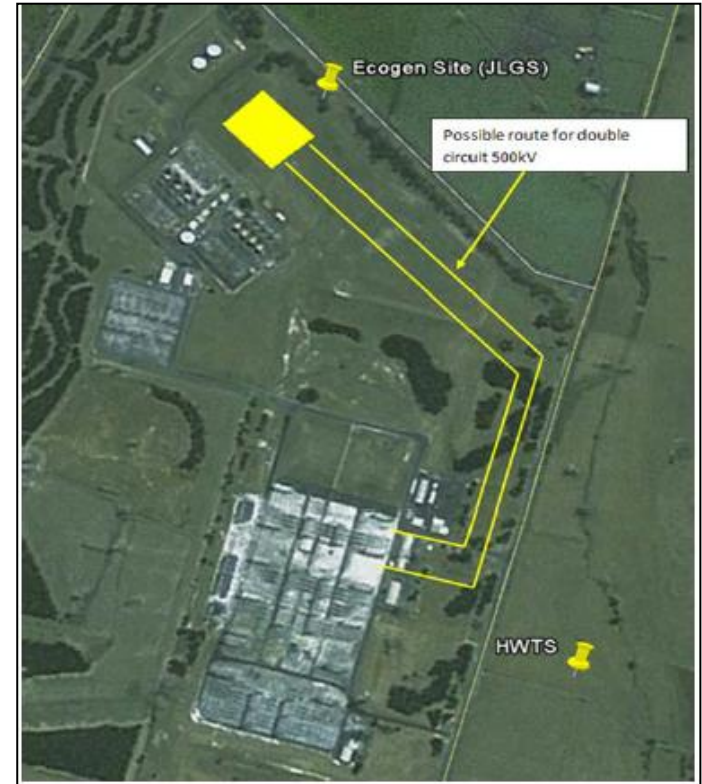 Ecogen Site (JLGS)
Possible route for double
circuit 500kV
HWTS